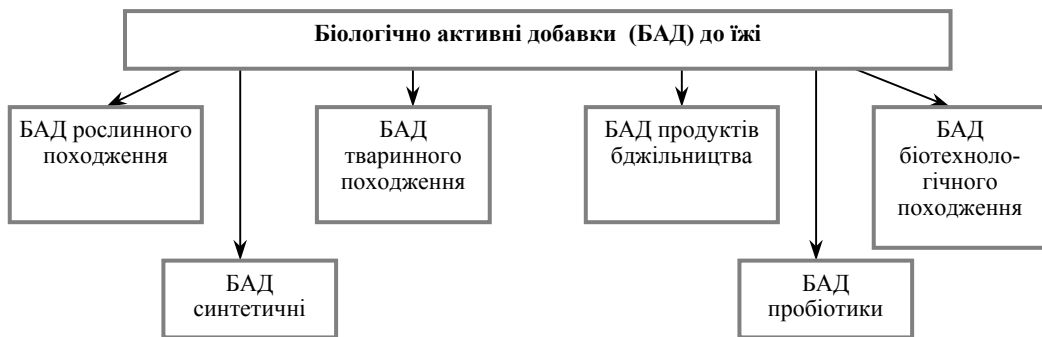 Біологічно активні добавки (БАД) до їжі
БАД рослинного
походження
БАД
тваринного
походження
БАД продуктів
бджільництва
БАД
біотехноло-
гічного
походження
БАД
синтетичні
БАД
пробіотики